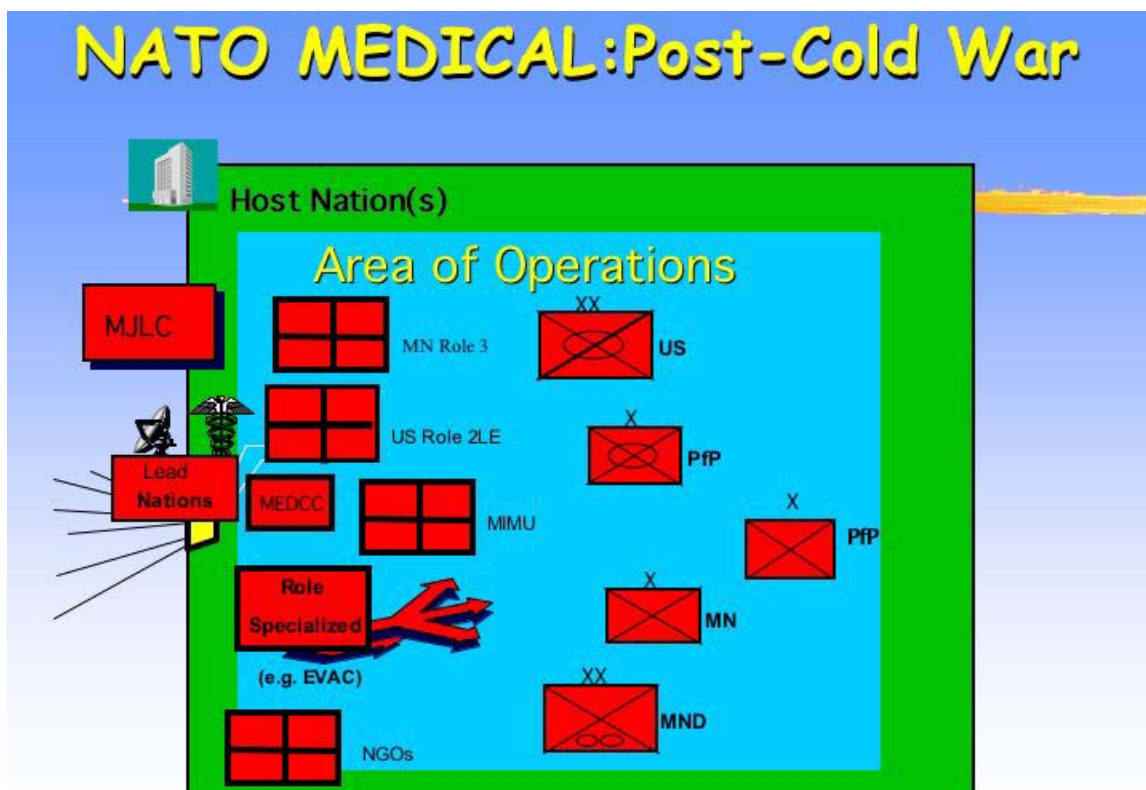 NATO MEDICAL:Post-Cold War
Host Nation(s)
Area of Operations
MJLC
XX
MN Role 3
US
X
US Role 2LE
PfP
Lead
Nations
MEDCC
MIMU
X
PfP
Role
Specialized
X
MN
(e.g. EVAC)
XX
MND
NGOs